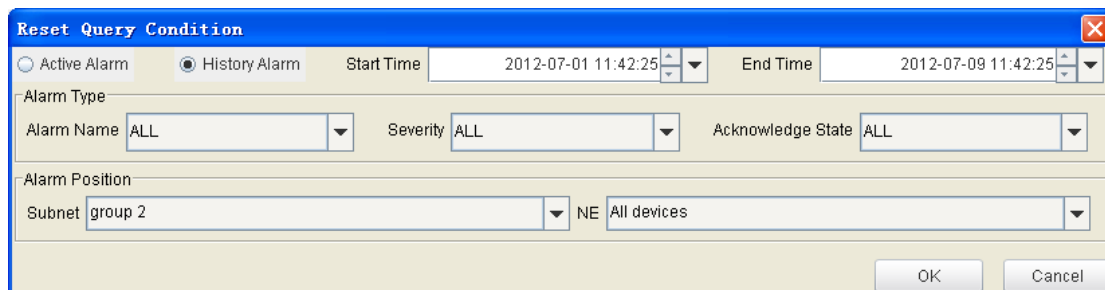 Reset Query Condition
Active Alarm History Alarm Start Time 2012-07-01 11:42:25 End Time 2012-07-09 11:42:25
Alarm Type
Alarm Name ALL Severity ALL Acknowledge State ALL
Alarm Position
Subnet group 2 NE All devices
OK Cancel